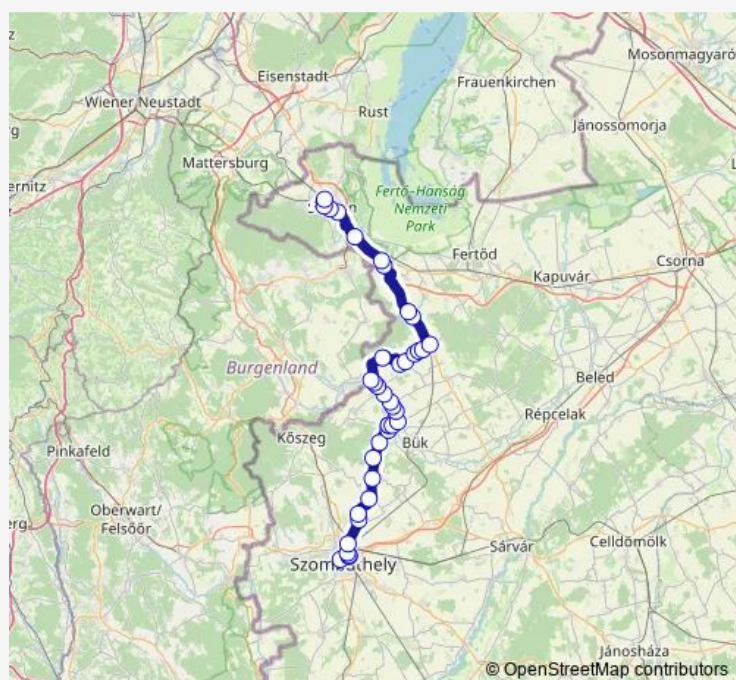 Mosonmagyaró
Eisenstadt
Frauenkirchen
Wiener Neustadt
Rust
Jánossomorja
Mattersburg
Fertő-Hanság
Nemzeti
Park
Fertőd
Csorna
Kapuvár
Burgenland
Beled
Répcelak
Kőszeg
Bük
Pinkafeld
Oberwart/
Felsőőr
Sárvár
Celldömölk
Szombathely
Jánosháza
© OpenStreetMap contributors